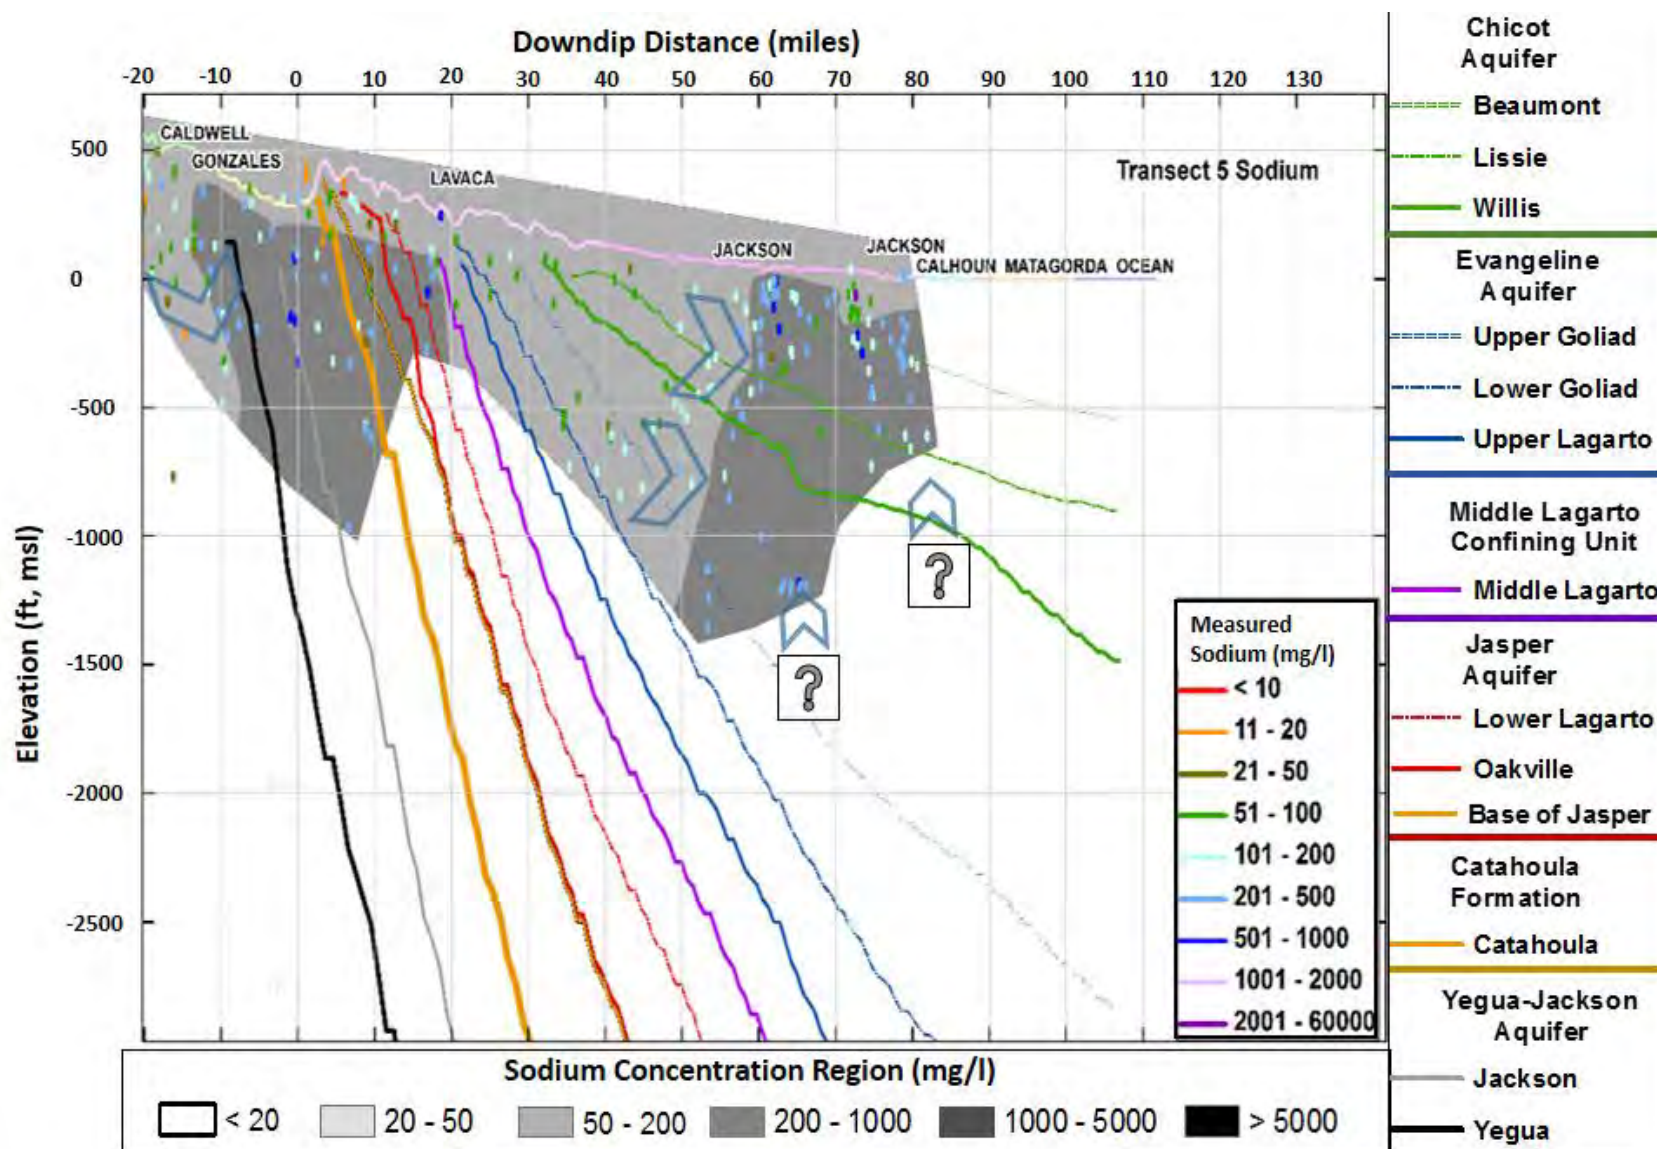 Downdip Distance (miles)
-20 -10 0 10 20 30 40 50 60 70 80 90 100 110 120 130
500
0
-500
-1000
-1500
-2000
-2500
Elevation (ft, msl)
CALDWELL
GONZALES
LAVACA
JACKSON
JACKSON
CALHOUN MATAGORDA OCEAN
Transect 5 Sodium
?
?
Measured
Sodium (mg/l)
< 10
11 - 20
21 - 50
51 - 100
101 - 200
201 - 500
501 - 1000
1001 - 2000
2001 - 60000
Sodium Concentration Region (mg/l)
< 20 20 - 50 50 - 200 200 - 1000 1000 - 5000 > 5000
Chicot
Aquifer
Beaumont
Lissie
Willis
Evangeline
Aquifer
Upper Goliad
Lower Goliad
Upper Lagarto
Middle Lagarto
Confining Unit
Middle Lagarto
Jasper
Aquifer
Lower Lagarto
Oakville
Base of Jasper
Catahoula
Formation
Catahoula
Yegua-Jackson
Aquifer
Jackson
Yegua